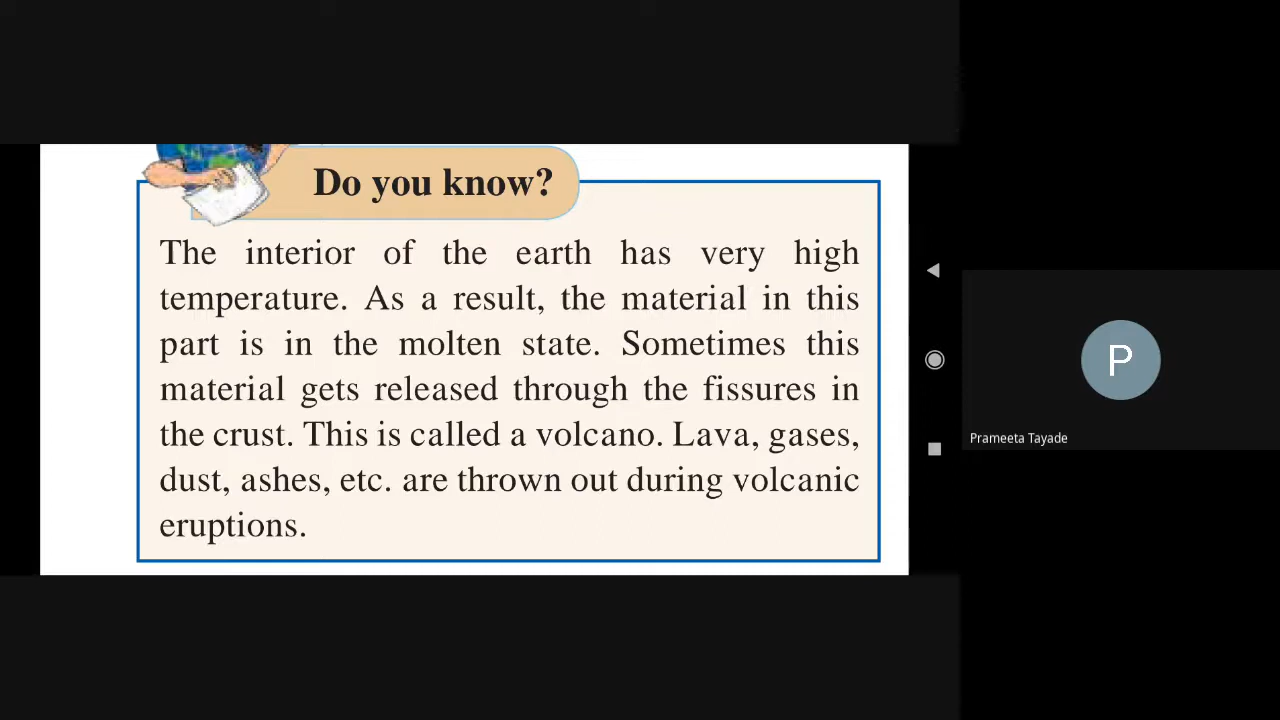 Do you know?
The interior of the earth has very high
temperature. As a result, the material in this
part is in the molten state. Sometimes this
material gets released through the fissures in
the crust. This is called a volcano. Lava, gases,
dust, ashes, etc. are thrown out during volcanic
eruptions.
P
Prameeta Tayade